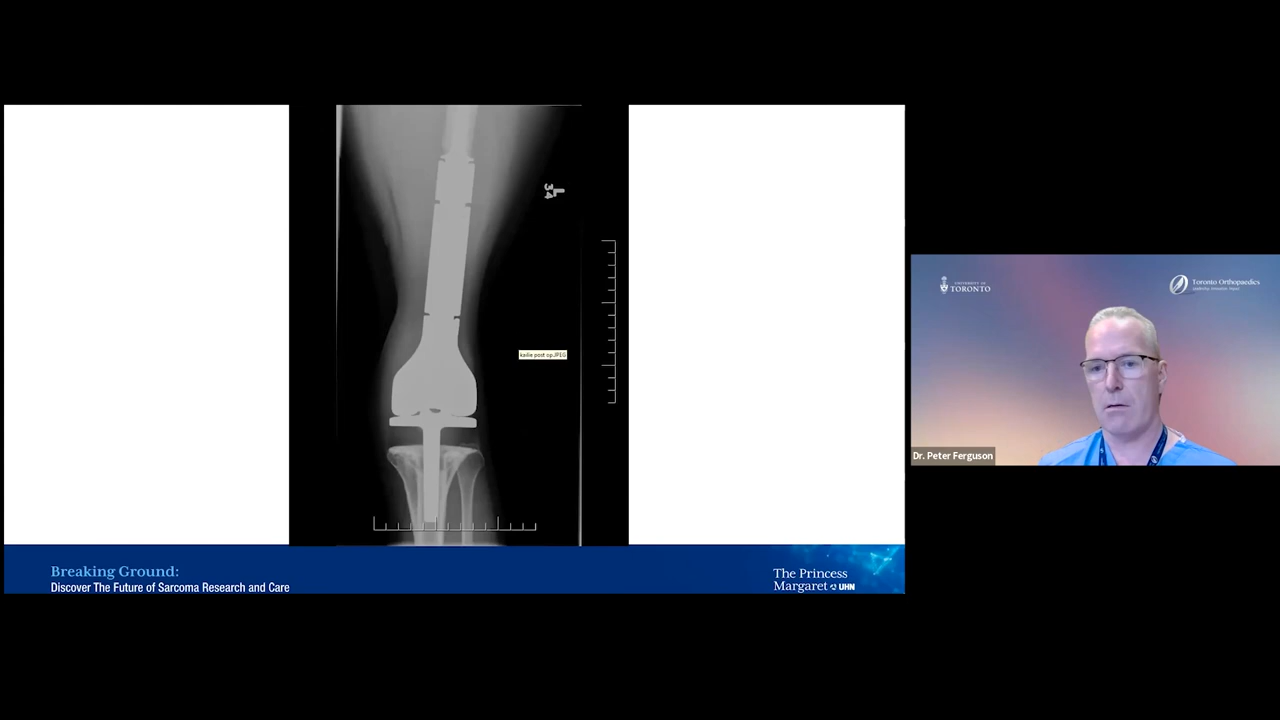 34
L
kailie post op.JPEG
Breaking Ground:
Discover The Future of Sarcoma Research and Care
The Princess
Margaret UHN
UNIVERSITY OF
TORONTO
Toronto Orthopaedics
Dr. Peter Ferguson